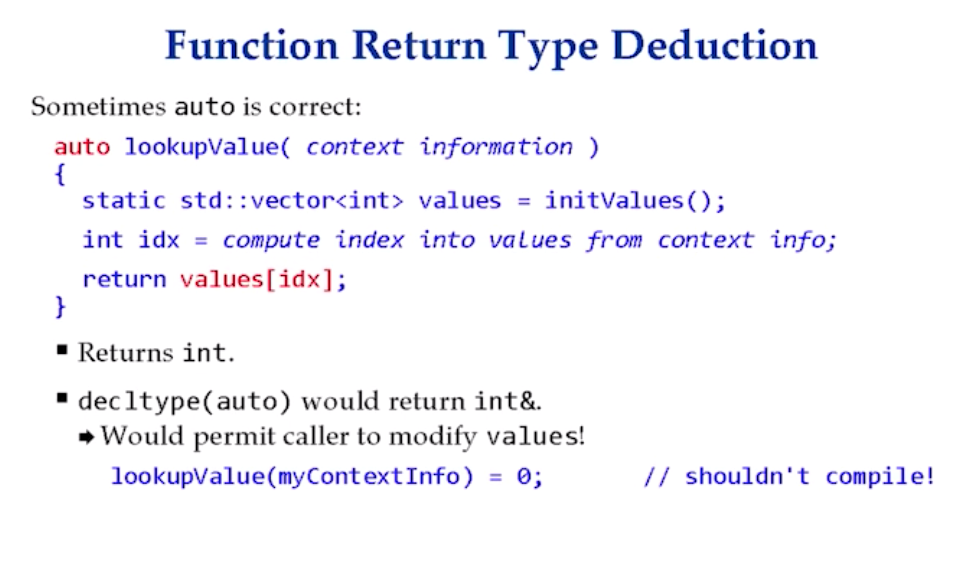 Function Return Type Deduction
Sometimes auto is correct:
auto lookupValue( context information )
{
static std::vector<int> values = initValues();
int idx = compute index into values from context info;
return values[idx];
}
▪ Returns int.
▪ decltype(auto) would return int&.
➡ Would permit caller to modify values!
lookupValue(myContextInfo) = 0; // shouldn't compile!